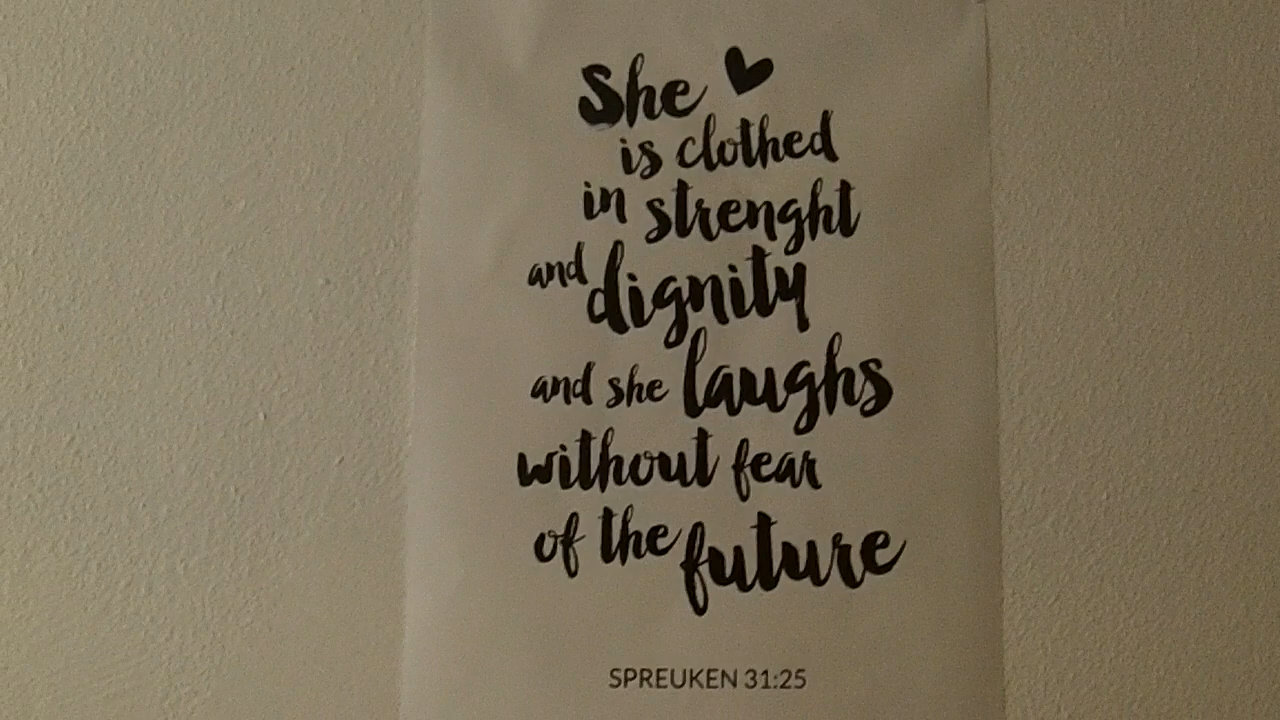 She
is clothed
in strenght
and dignity
and she laughs
without fear
of the future
SPREUKEN 31:25